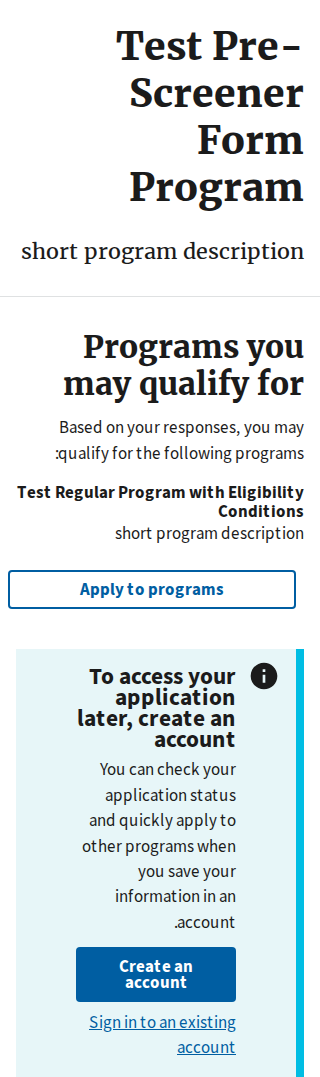 Test Pre-
Screener
Form
Program
short program description
Programs you
may qualify for
Based on your responses, you may
:qualify for the following programs
Test Regular Program with Eligibility
Conditions
short program description
Apply to programs
To access your
application
later, create an
account
You can check your
application status
and quickly apply to
other programs when
you save your
information in an
.account
Create an
account
Sign in to an existing
account